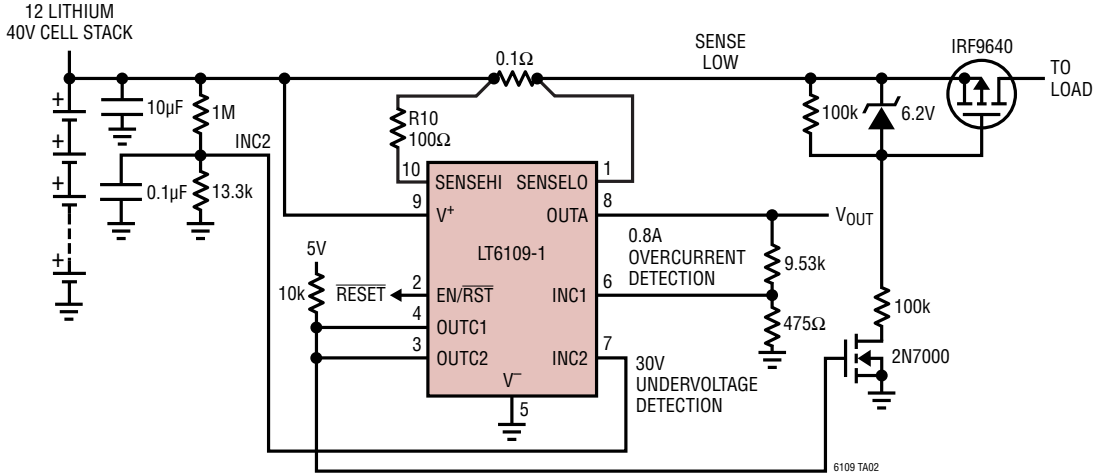 12 LITHIUM
40V CELL STACK
0.1Ω
SENSE
LOW
IRF9640
TO
LOAD
+
+
+
+
10µF
1M
INC2
R10
100Ω
100k
6.2V
0.1µF
13.3k
10
SENSEHI
SENSELO
1
9
V+
OUTA
8
VOUT
LT6109-1
0.8A
OVERCURRENT
DETECTION
9.53k
5V
10k
RESET
2
EN/RST
INC1
6
475Ω
100k
4
OUTC1
3
OUTC2
INC2
7
2N7000
30V
UNDERVOLTAGE
DETECTION
V–
5
6109 TA02